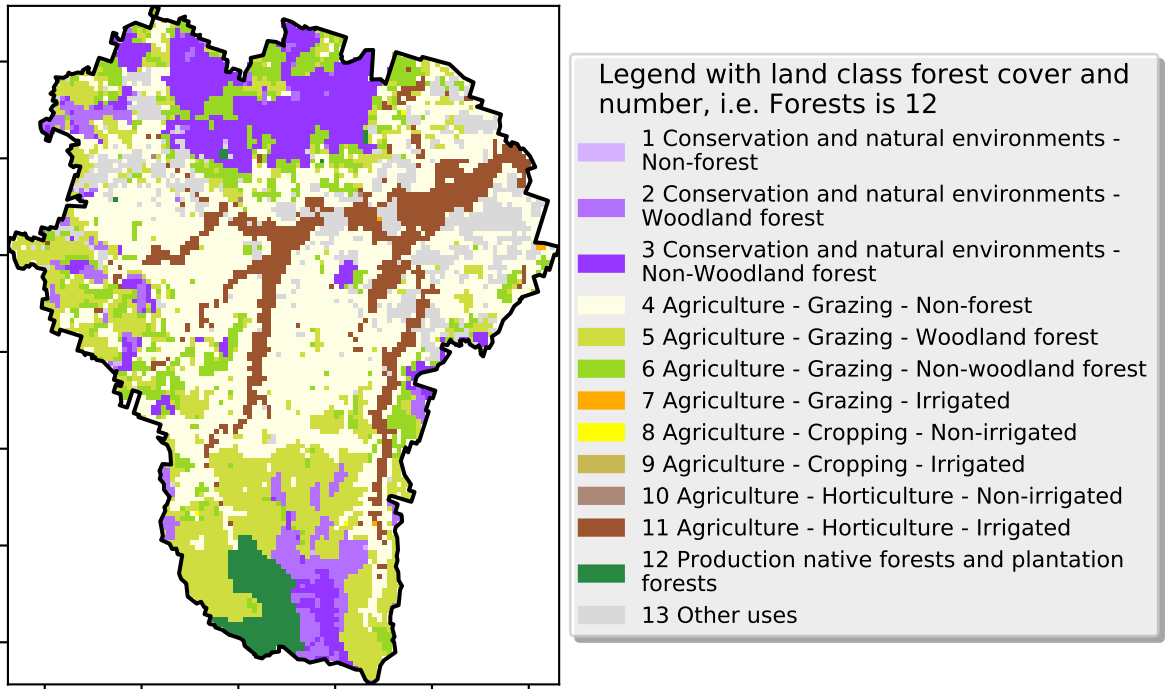 Legend with land class forest cover and
number, i.e. Forests is 12
1 Conservation and natural environments -
Non-forest
2 Conservation and natural environments -
Woodland forest
3 Conservation and natural environments -
Non-Woodland forest
4 Agriculture - Grazing - Non-forest
5 Agriculture - Grazing - Woodland forest
6 Agriculture - Grazing - Non-woodland forest
7 Agriculture - Grazing - Irrigated
8 Agriculture - Cropping - Non-irrigated
9 Agriculture - Cropping - Irrigated
10 Agriculture - Horticulture - Non-irrigated
11 Agriculture - Horticulture - Irrigated
12 Production native forests and plantation
forests
13 Other uses